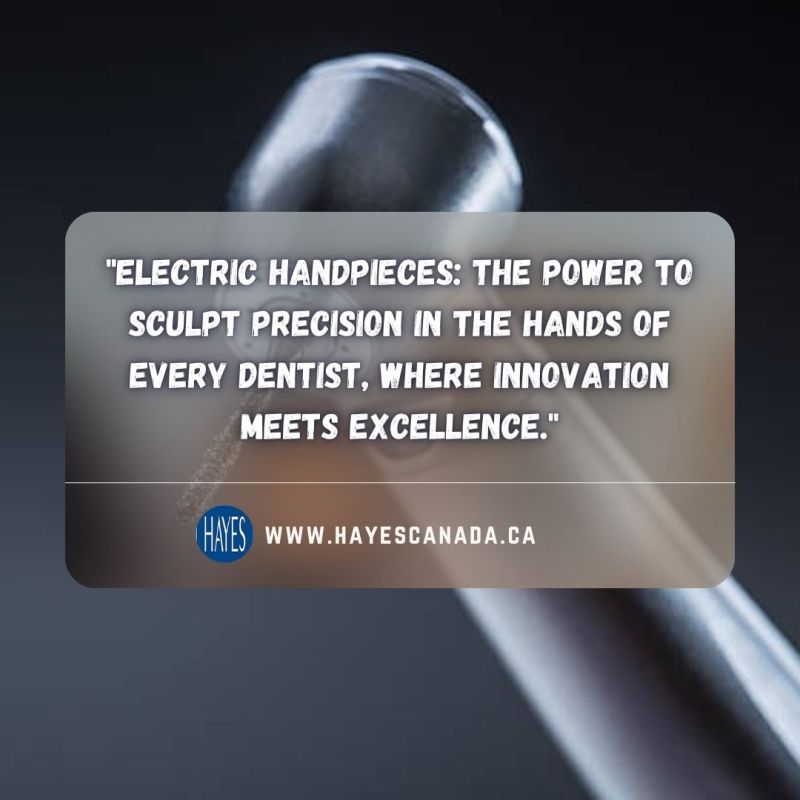 "ELECTRIC HANDPIECES: THE POWER TO
SCULPT PRECISION IN THE HANDS OF
EVERY DENTIST, WHERE INNOVATION
MEETS EXCELLENCE."
HAYES WWW.HAYESCANADA.CA